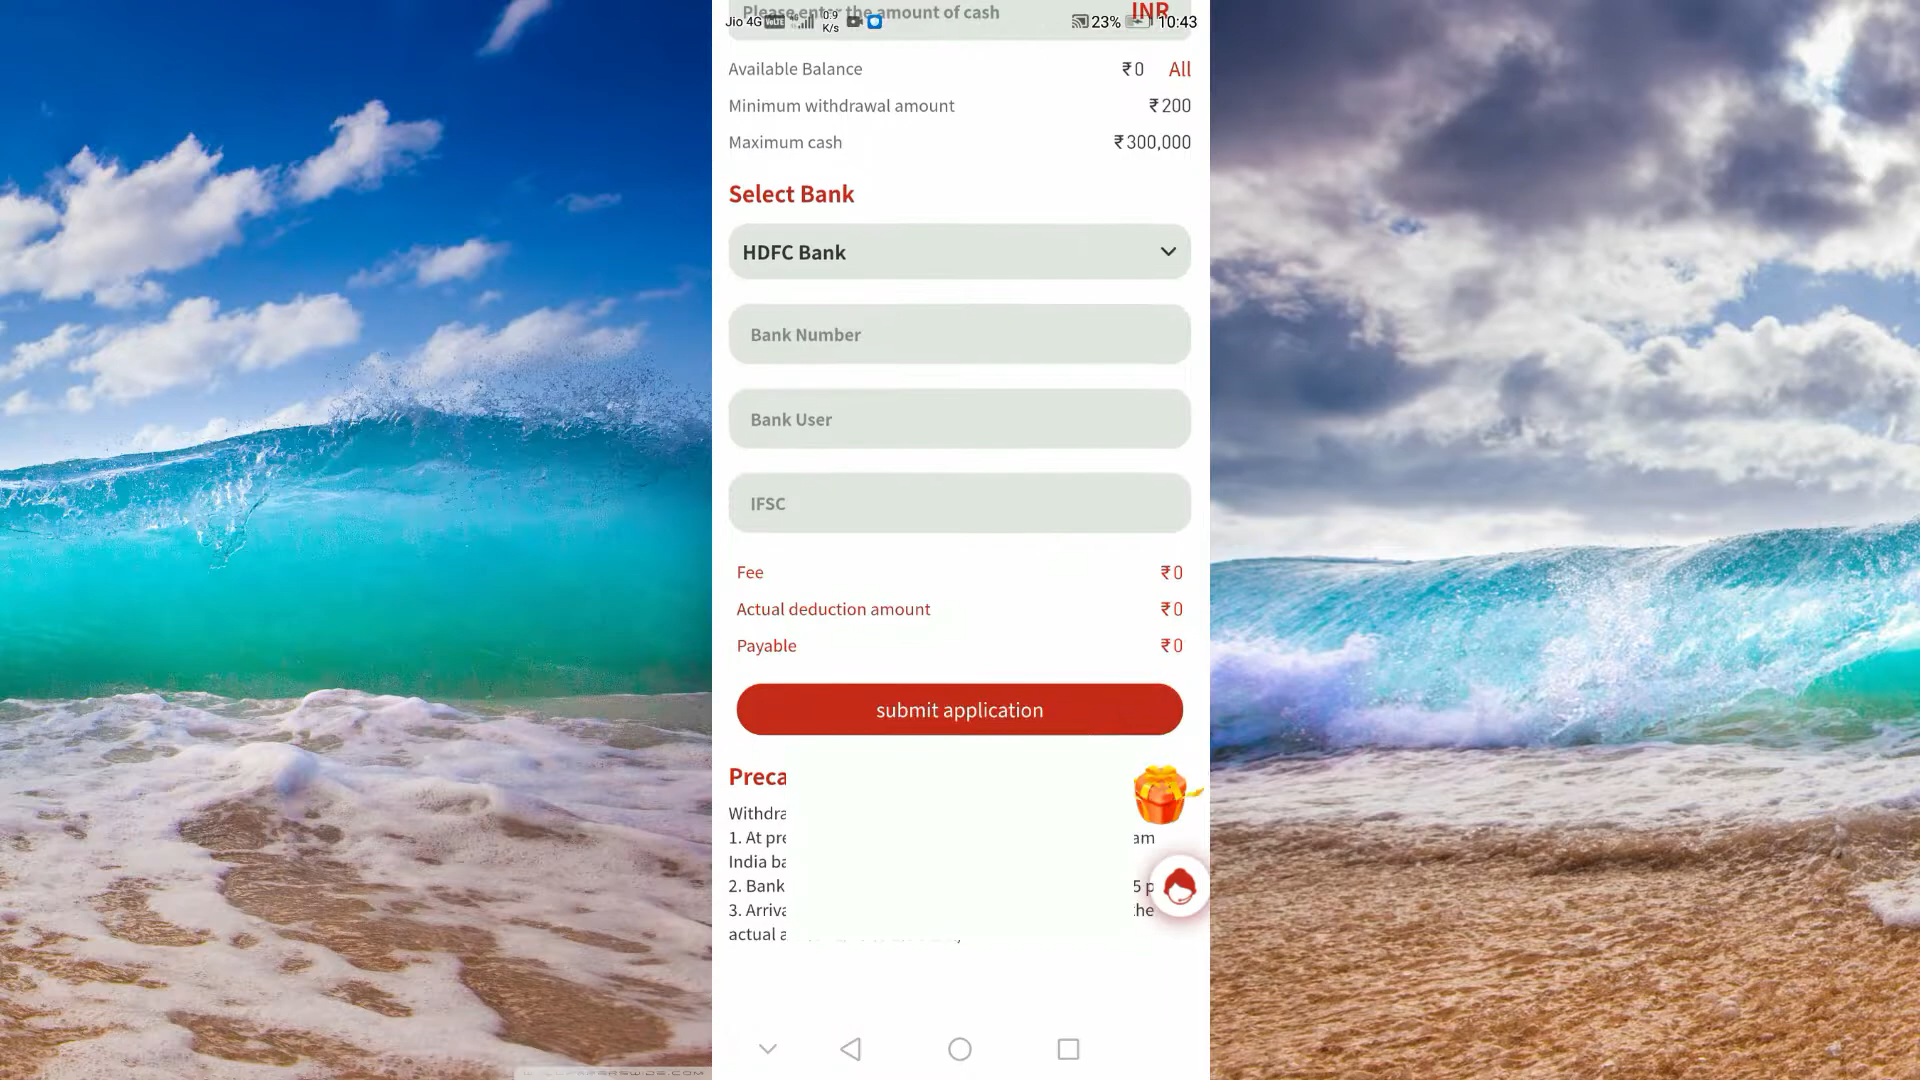 Please enter the amount of cash INR
Jio 4G VoLTE 4G 0.9 K/s 23% 10:43
Available Balance ₹0 All
Minimum withdrawal amount ₹200
Maximum cash ₹300,000
Select Bank
HDFC Bank
Bank Number
Bank User
IFSC
Fee ₹0
Actual deduction amount ₹0
Payable ₹0
submit application
Preca
Withdra
1. At pre am
India ba
2. Bank 5 p
3. Arriva he
actual a